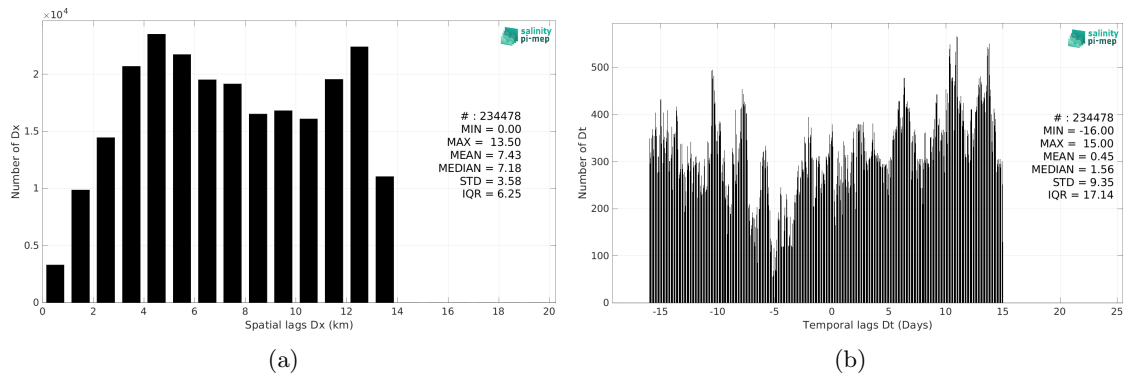 ×10⁴
salinity
pi-mep
2
1.5
1
0.5
0
Number of Dx
# : 234478
MIN = 0.00
MAX = 13.50
MEAN = 7.43
MEDIAN = 7.18
STD = 3.58
IQR = 6.25
0 2 4 6 8 10 12 14 16 18 20
Spatial lags Dx (km)
(a)
salinity
pi-mep
500
400
300
200
100
0
Number of Dt
# : 234478
MIN = -16.00
MAX = 15.00
MEAN = 0.45
MEDIAN = 1.56
STD = 9.35
IQR = 17.14
-15 -10 -5 0 5 10 15 20 25
Temporal lags Dt (Days)
(b)